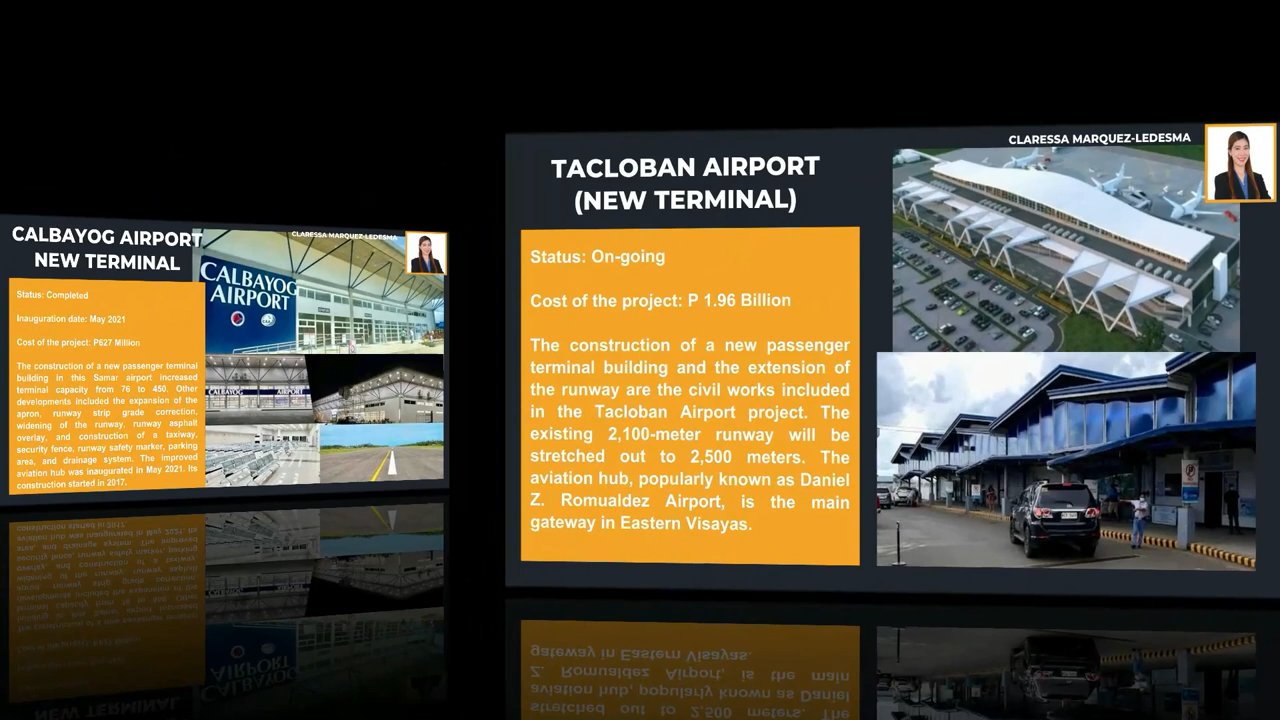 CALBAYOG AIRPORT
NEW TERMINAL
CLARESSA MARQUEZ-LEDESMA
Status: Completed
Inauguration date: May 2021
Cost of the project: P627 Million
The construction of a new passenger
terminal building in this Samar airport increased
terminal capacity from 76 to 450. Other
developments included the expansion of the
apron, runway strip grade correction,
widening of the runway, runway asphalt
overlay, and construction of a taxiway,
security fence, runway safety marker, parking
area, and drainage system. The improved
aviation hub was inaugurated in May 2021. Its
construction started in 2017.
CALBAYOG
AIRPORT
CALBAYOG AIRPORT
TACLOBAN AIRPORT
(NEW TERMINAL)
CLARESSA MARQUEZ-LEDESMA
Status: On-going
Cost of the project: P 1.96 Billion
The construction of a new passenger
terminal building and the extension of
the runway are the civil works included
in the Tacloban Airport project. The
existing 2,100-meter runway will be
stretched out to 2,500 meters. The
aviation hub, popularly known as Daniel
Z. Romualdez Airport, is the main
gateway in Eastern Visayas.